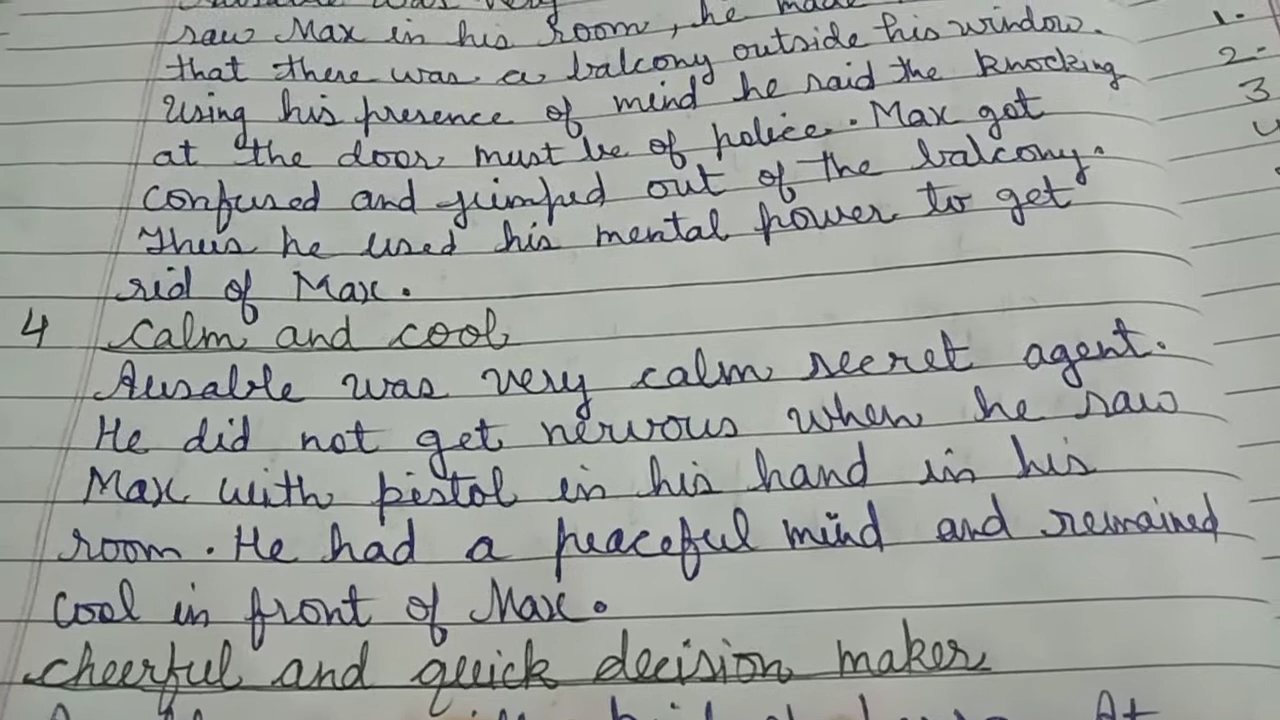 saw Max in his room, he made
that there was a balcony outside his window.
Using his presence of mind he said the knocking
at the door must be of police. Max got
confused and jumped out of the balcony.
Thus he used his mental power to get
rid of Max.
4 Calm and cool
Ausable was very calm secret agent.
He did not get nervous when he saw
Max with pistol in his hand in his
room. He had a peaceful mind and remained
cool in front of Max.
cheerful and quick decision maker
1.
2.
3